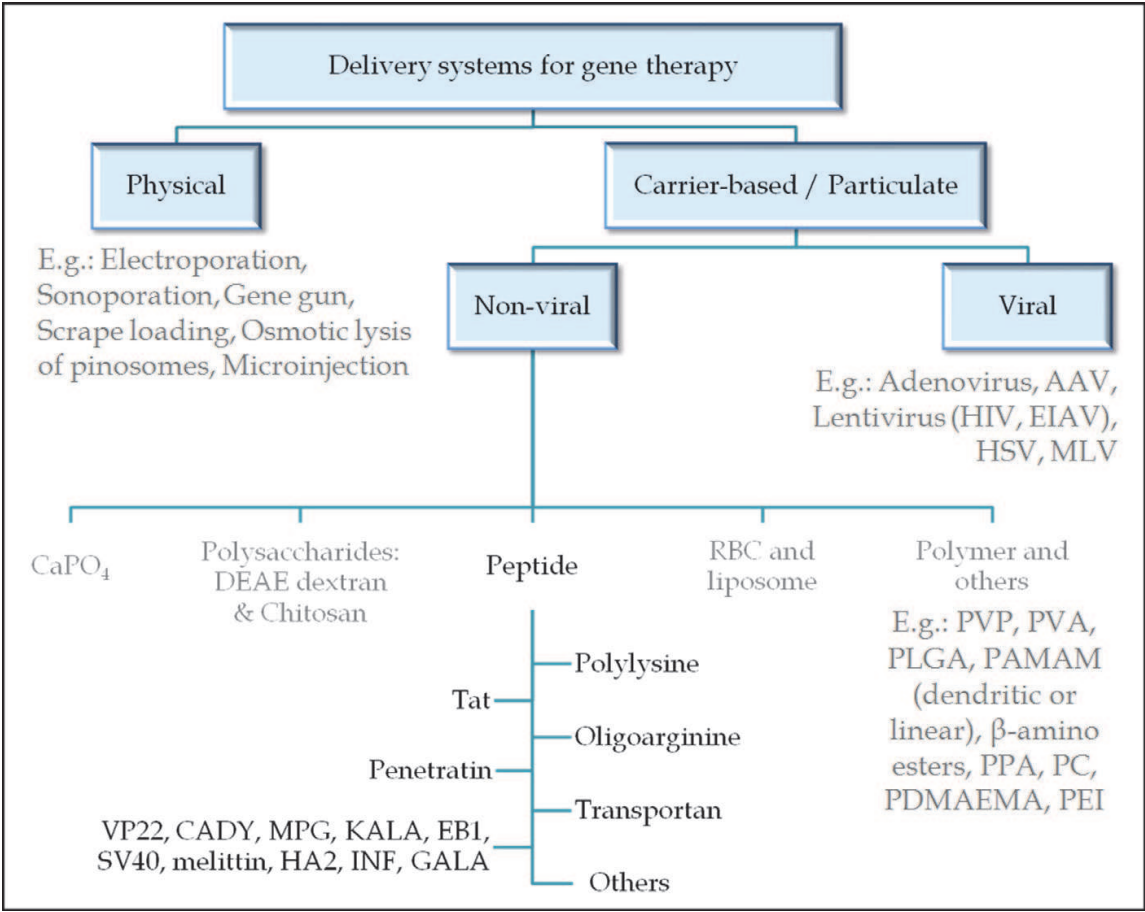 Delivery systems for gene therapy
Physical
Carrier-based / Particulate
E.g.: Electroporation,
Sonoporation, Gene gun,
Scrape loading, Osmotic lysis
of pinosomes, Microinjection
Non-viral
Viral
E.g.: Adenovirus, AAV,
Lentivirus (HIV, EIAV),
HSV, MLV
CaPO₄
Polysaccharides:
DEAE dextran
& Chitosan
Peptide
RBC and
liposome
Polymer and
others
E.g.: PVP, PVA,
PLGA, PAMAM
(dendritic or
linear), β-amino
esters, PPA, PC,
PDMAEMA, PEI
Polylysine
Tat
Oligoarginine
Penetratin
Transportan
VP22, CADY, MPG, KALA, EB1,
SV40, melittin, HA2, INF, GALA
Others